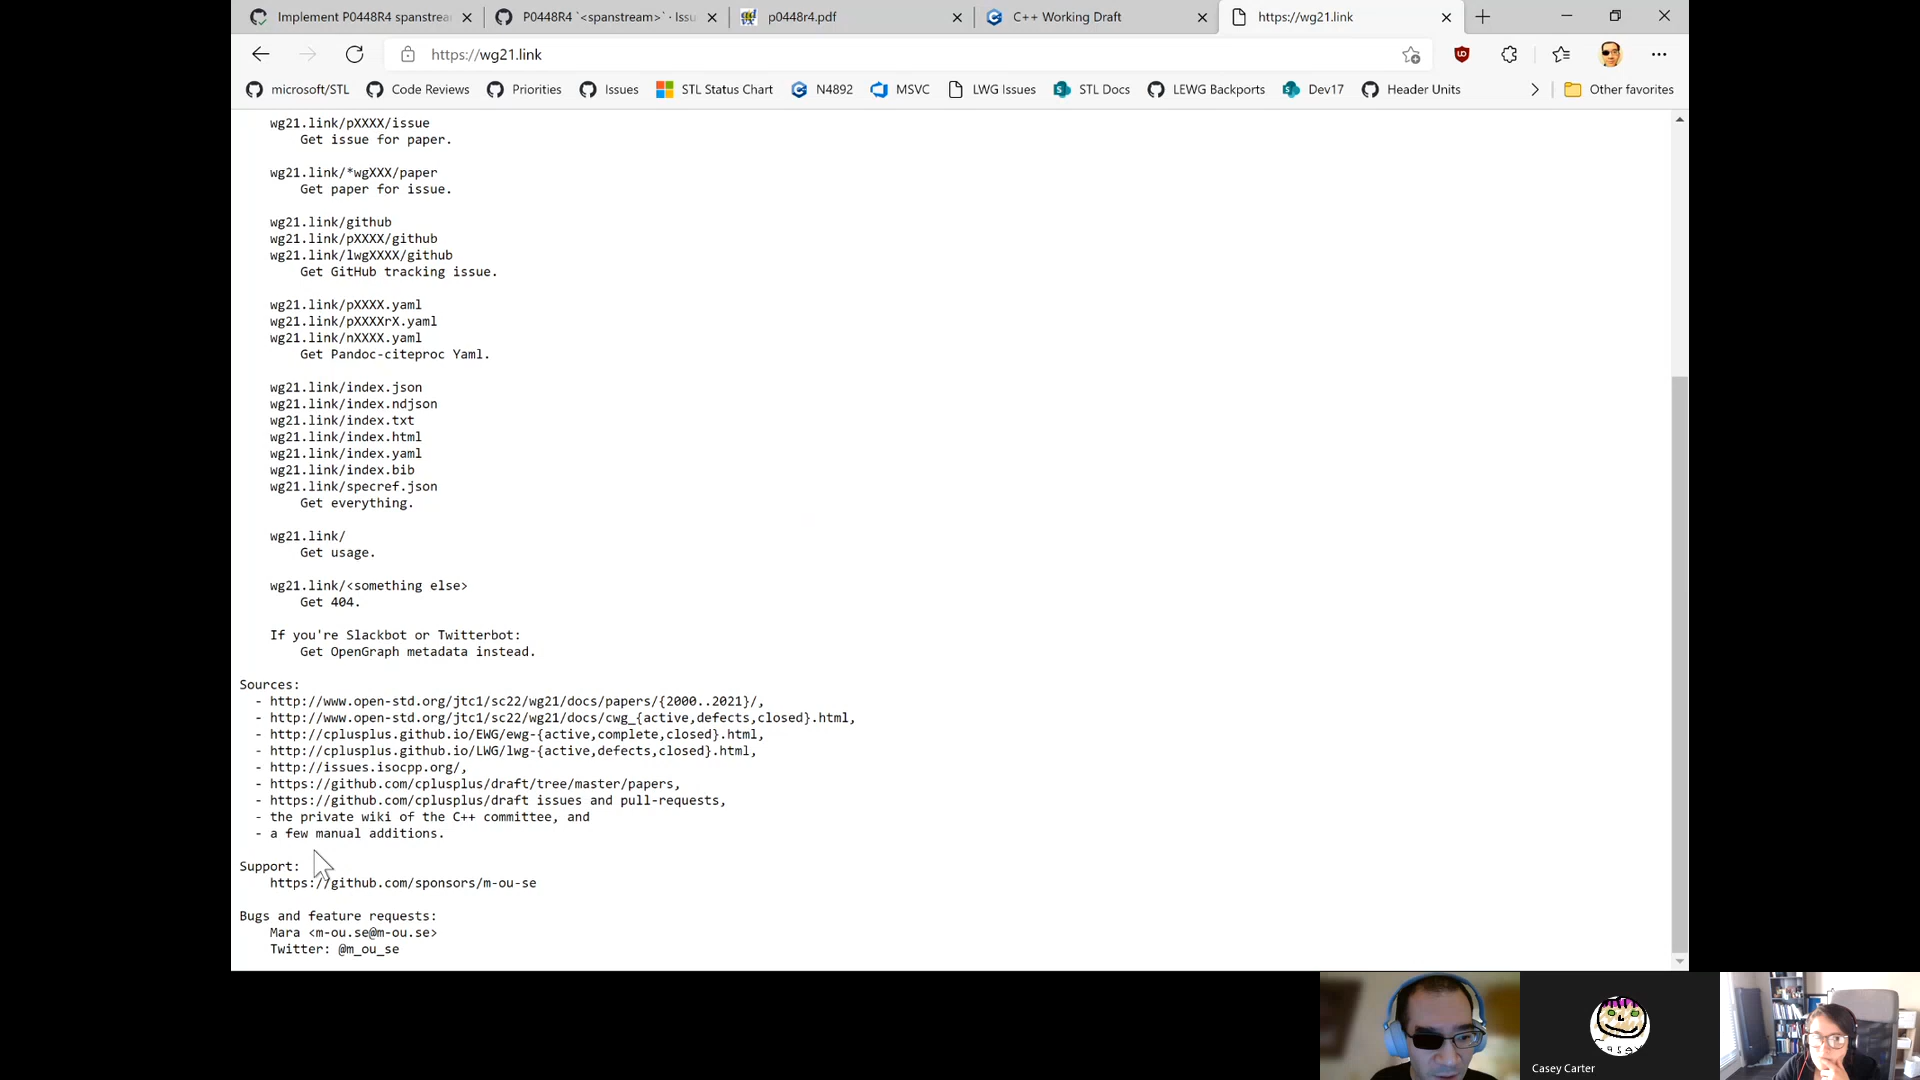 Implement P0448R4 spanstrea
P0448R4 `<spanstream>` · Issu
p0448r4.pdf
C++ Working Draft
https://wg21.link
https://wg21.link
microsoft/STL
Code Reviews
Priorities
Issues
STL Status Chart
N4892
MSVC
LWG Issues
STL Docs
LEWG Backports
Dev17
Header Units
Other favorites
wg21.link/pXXXX/issue
Get issue for paper.
wg21.link/*wgXXX/paper
Get paper for issue.
wg21.link/github
wg21.link/pXXXX/github
wg21.link/lwgXXXX/github
Get GitHub tracking issue.
wg21.link/pXXXX.yaml
wg21.link/pXXXXrX.yaml
wg21.link/nXXXX.yaml
Get Pandoc-citeproc Yaml.
wg21.link/index.json
wg21.link/index.ndjson
wg21.link/index.txt
wg21.link/index.html
wg21.link/index.yaml
wg21.link/index.bib
wg21.link/specref.json
Get everything.
wg21.link/
Get usage.
wg21.link/<something else>
Get 404.
If you're Slackbot or Twitterbot:
Get OpenGraph metadata instead.
Sources:
- http://www.open-std.org/jtc1/sc22/wg21/docs/papers/{2000..2021}/,
- http://www.open-std.org/jtc1/sc22/wg21/docs/cwg_{active,defects,closed}.html,
- http://cplusplus.github.io/EWG/ewg-{active,complete,closed}.html,
- http://cplusplus.github.io/LWG/lwg-{active,defects,closed}.html,
- http://issues.isocpp.org/,
- https://github.com/cplusplus/draft/tree/master/papers,
- https://github.com/cplusplus/draft issues and pull-requests,
- the private wiki of the C++ committee, and
- a few manual additions.
Support:
https://github.com/sponsors/m-ou-se
Bugs and feature requests:
Mara <m-ou.se@m-ou.se>
Twitter: @m_ou_se
Casey Carter